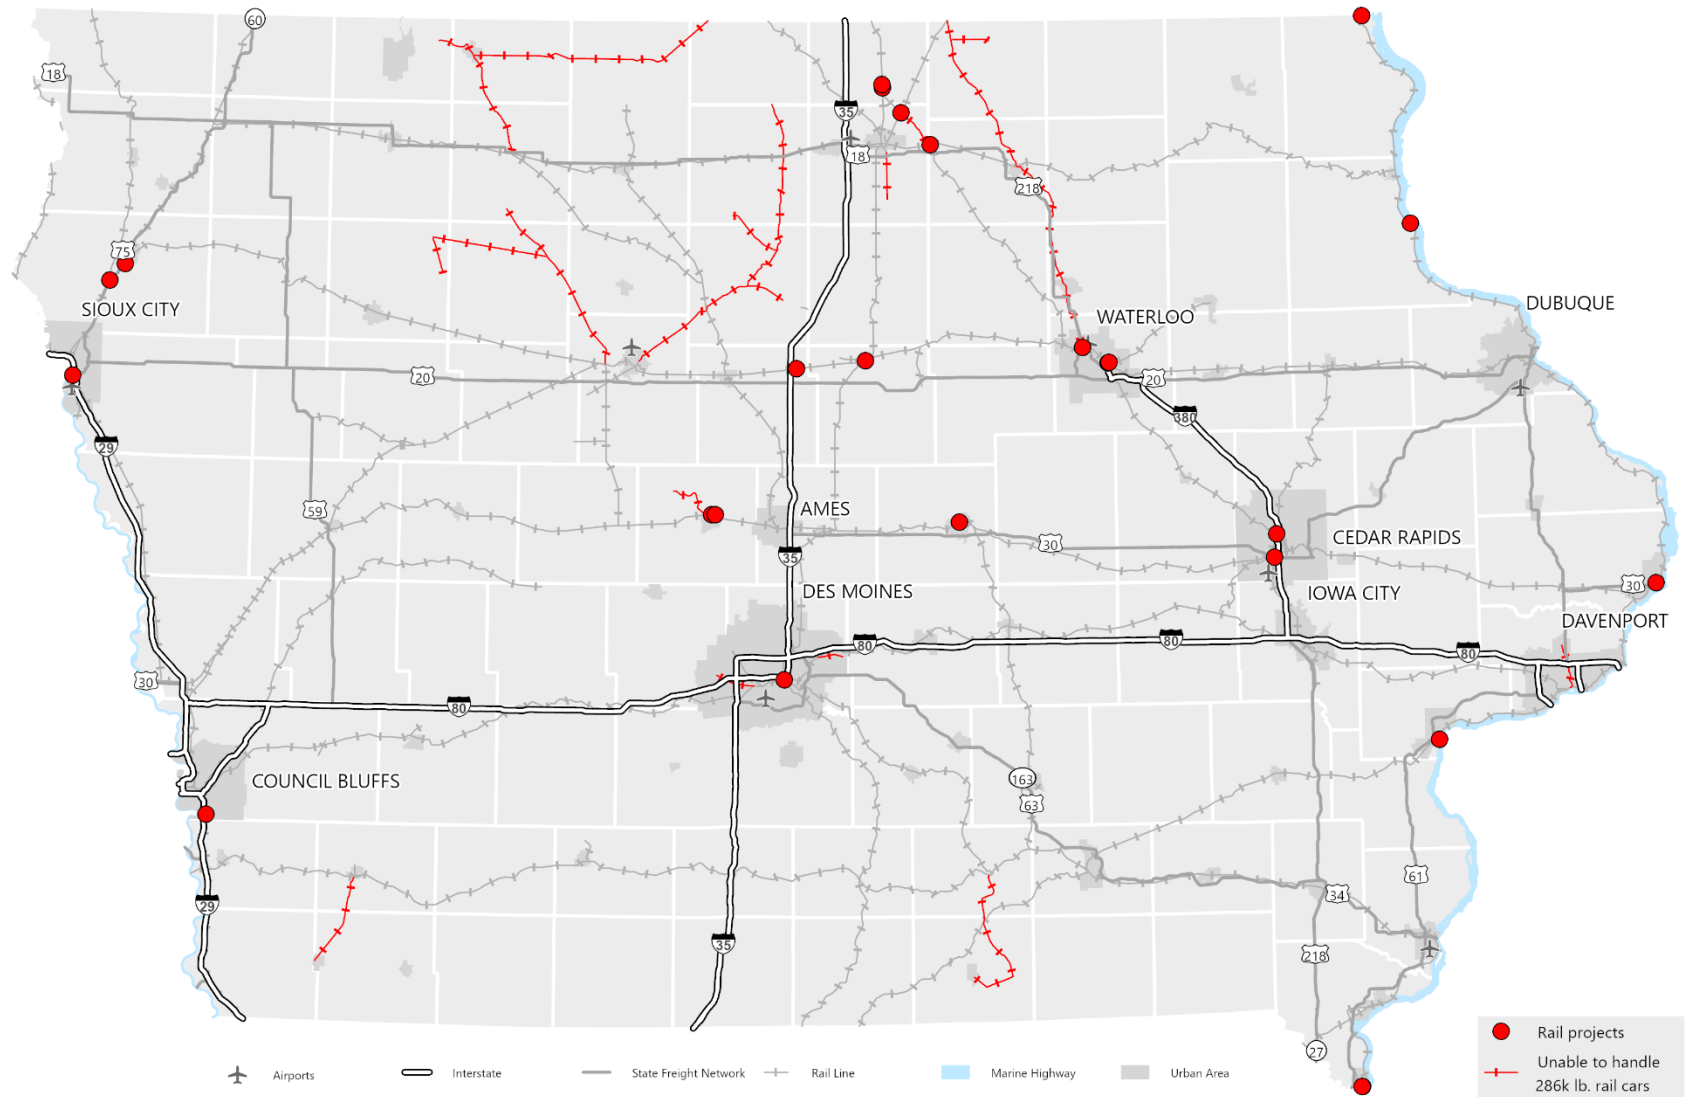 60
18
35
18
218
75
SIOUX CITY
DUBUQUE
WATERLOO
20
20
380
29
59
AMES
30
CEDAR RAPIDS
35
DES MOINES
IOWA CITY
30
DAVENPORT
80
80
80
30
80
COUNCIL BLUFFS
163
63
61
34
29
35
218
27
Airports
Interstate
State Freight Network
Rail Line
Marine Highway
Urban Area
Rail projects
Unable to handle
286k lb. rail cars